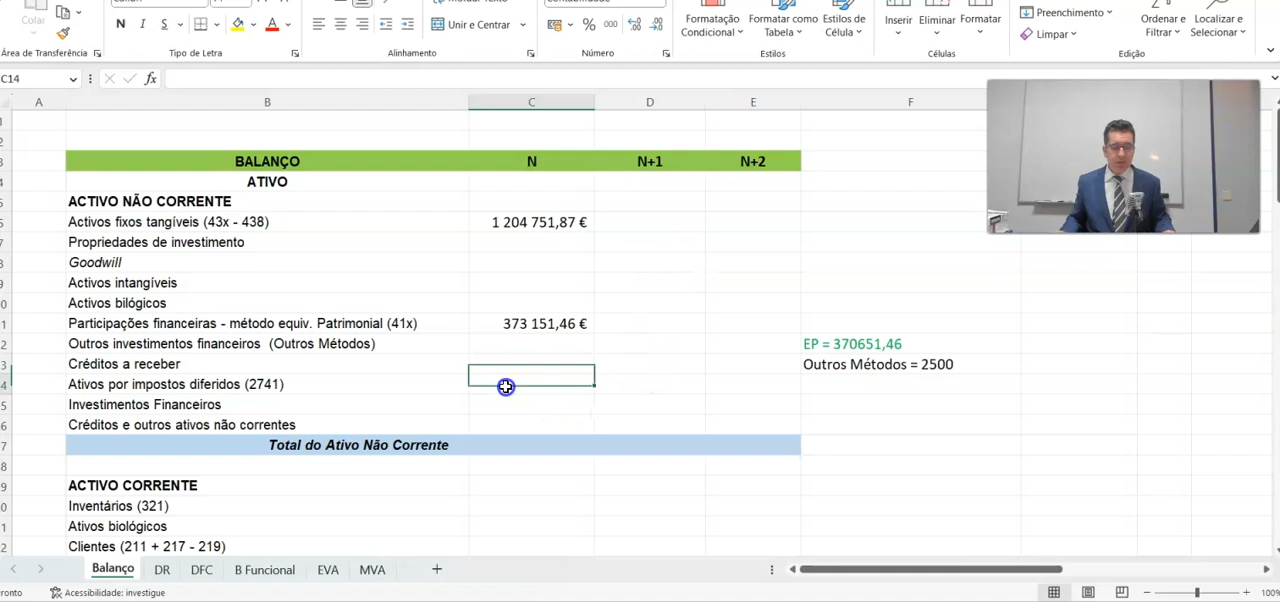 Colar
N I S
Unir e Centrar
% 000
Formatação Condicional
Formatar como Tabela
Estilos de Célula
Inserir
Eliminar
Formatar
Preenchimento
Limpar
Ordenar e Filtrar
Localizar e Selecionar
Área de Transferência
Tipo de Letra
Alinhamento
Número
Estilos
Células
Edição
C14
fx
A B C D E F
BALANÇO N N+1 N+2
ATIVO
ACTIVO NÃO CORRENTE
Activos fixos tangíveis (43x - 438) 1 204 751,87 €
Propriedades de investimento
Goodwill
Activos intangíveis
Activos bilógicos
Participações financeiras - método equiv. Patrimonial (41x) 373 151,46 €
Outros investimentos financeiros (Outros Métodos) EP = 370651,46
Créditos a receber Outros Métodos = 2500
Ativos por impostos diferidos (2741)
Investimentos Financeiros
Créditos e outros ativos não correntes
Total do Ativo Não Corrente
ACTIVO CORRENTE
Inventários (321)
Ativos biológicos
Clientes (211 + 217 - 219)
Balanço DR DFC B Funcional EVA MVA
Acessibilidade: investigue
100%